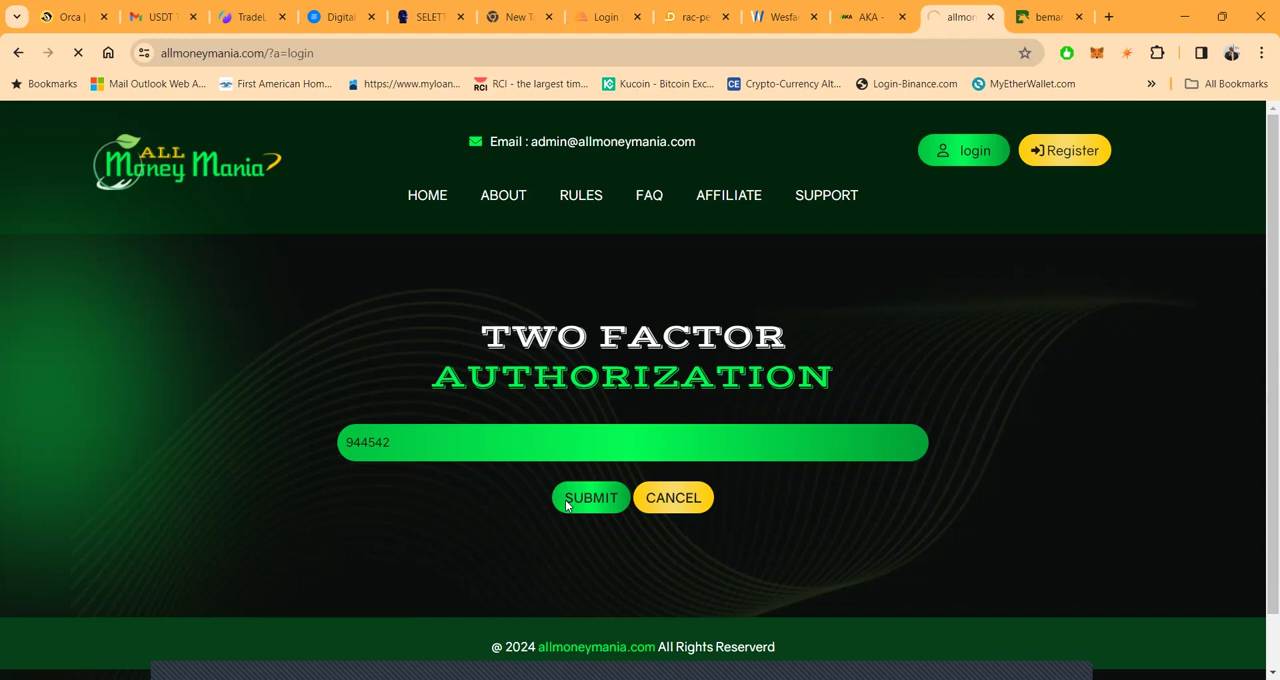 Orca |
USDT
TradeL
Digital
SELETT
New T
Login
rac-pe
Wesfa
AKA -
allmon
bema
allmoneymania.com/?a=login
Bookmarks
Mail Outlook Web A...
First American Hom...
https://www.myloan...
RCI - the largest tim...
Kucoin - Bitcoin Exc...
Crypto-Currency Alt...
Login-Binance.com
MyEtherWallet.com
All Bookmarks
ALL
Money Mania
Email : admin@allmoneymania.com
login
Register
HOME ABOUT RULES FAQ AFFILIATE SUPPORT
TWO FACTOR
AUTHORIZATION
944542
SUBMIT CANCEL
@ 2024 allmoneymania.com All Rights Reserverd